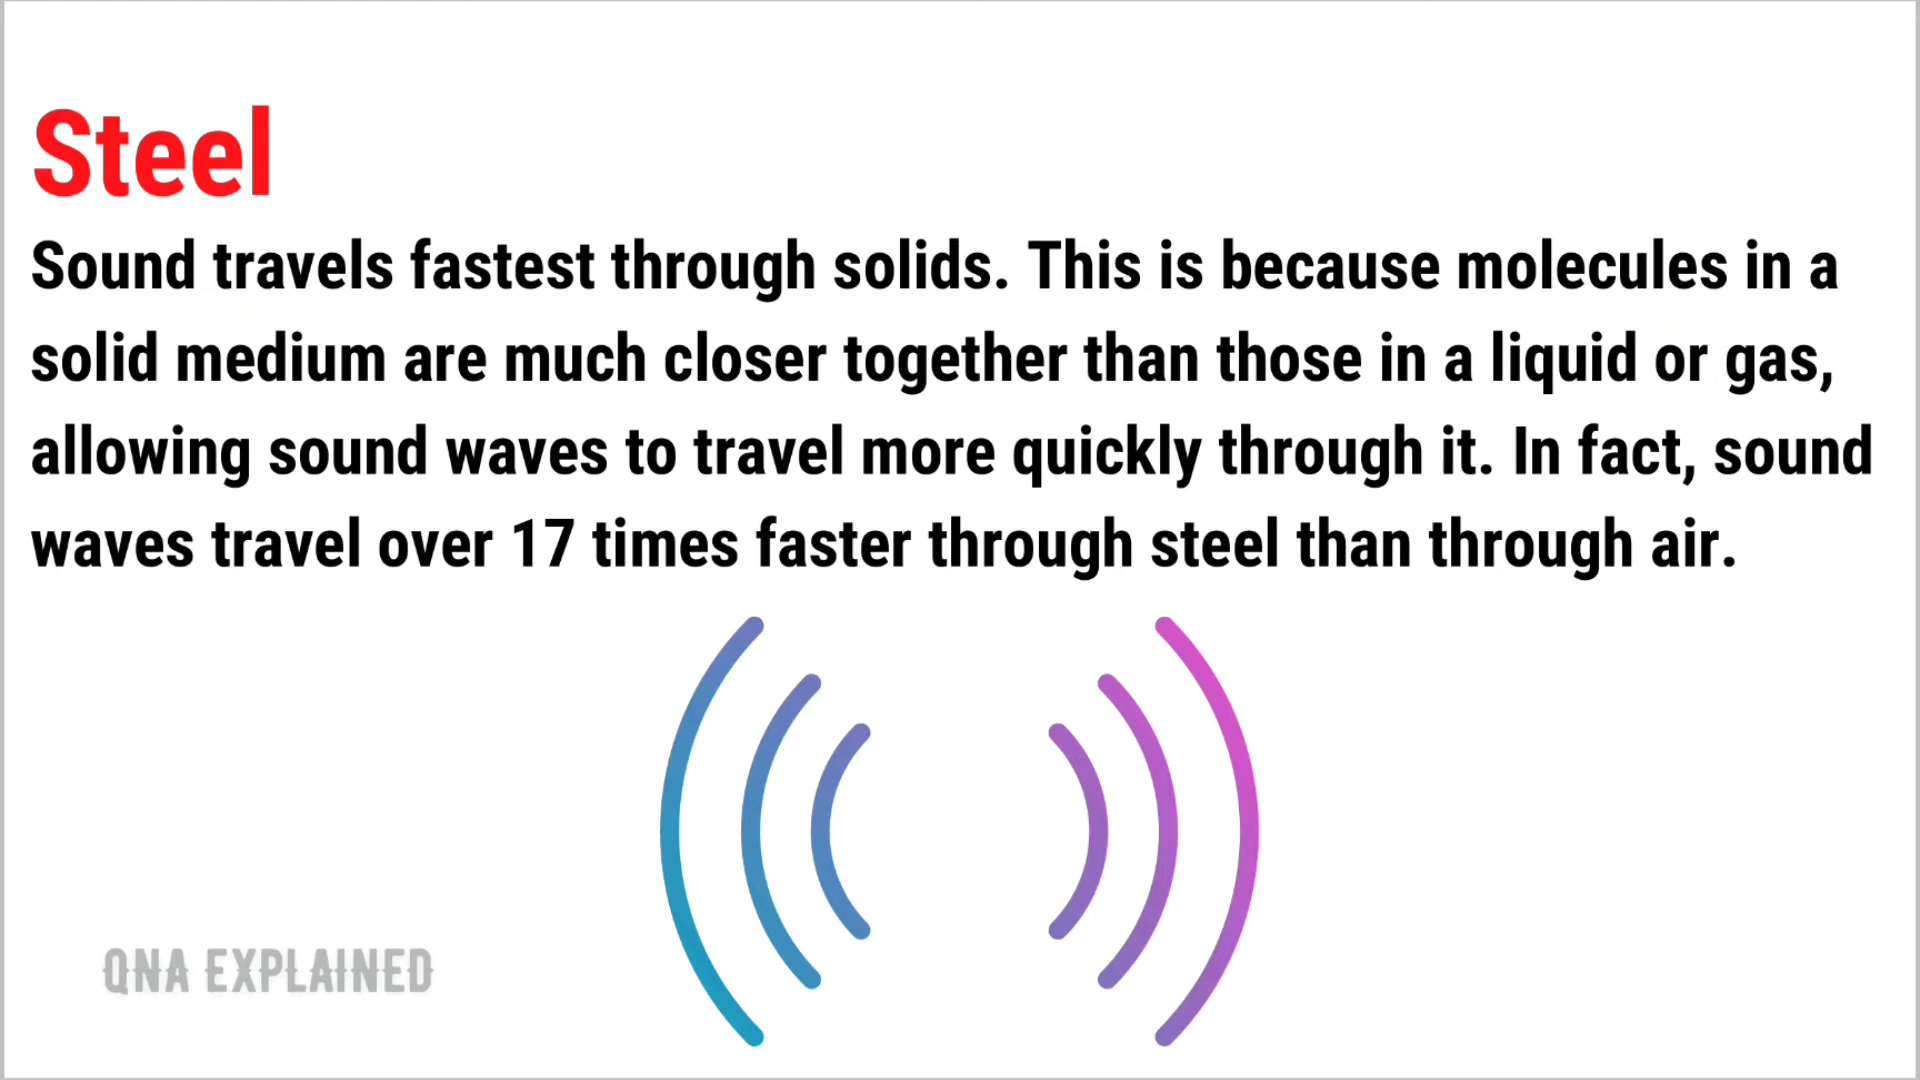 Steel
Sound travels fastest through solids. This is because molecules in a
solid medium are much closer together than those in a liquid or gas,
allowing sound waves to travel more quickly through it. In fact, sound
waves travel over 17 times faster through steel than through air.
QNA EXPLAINED